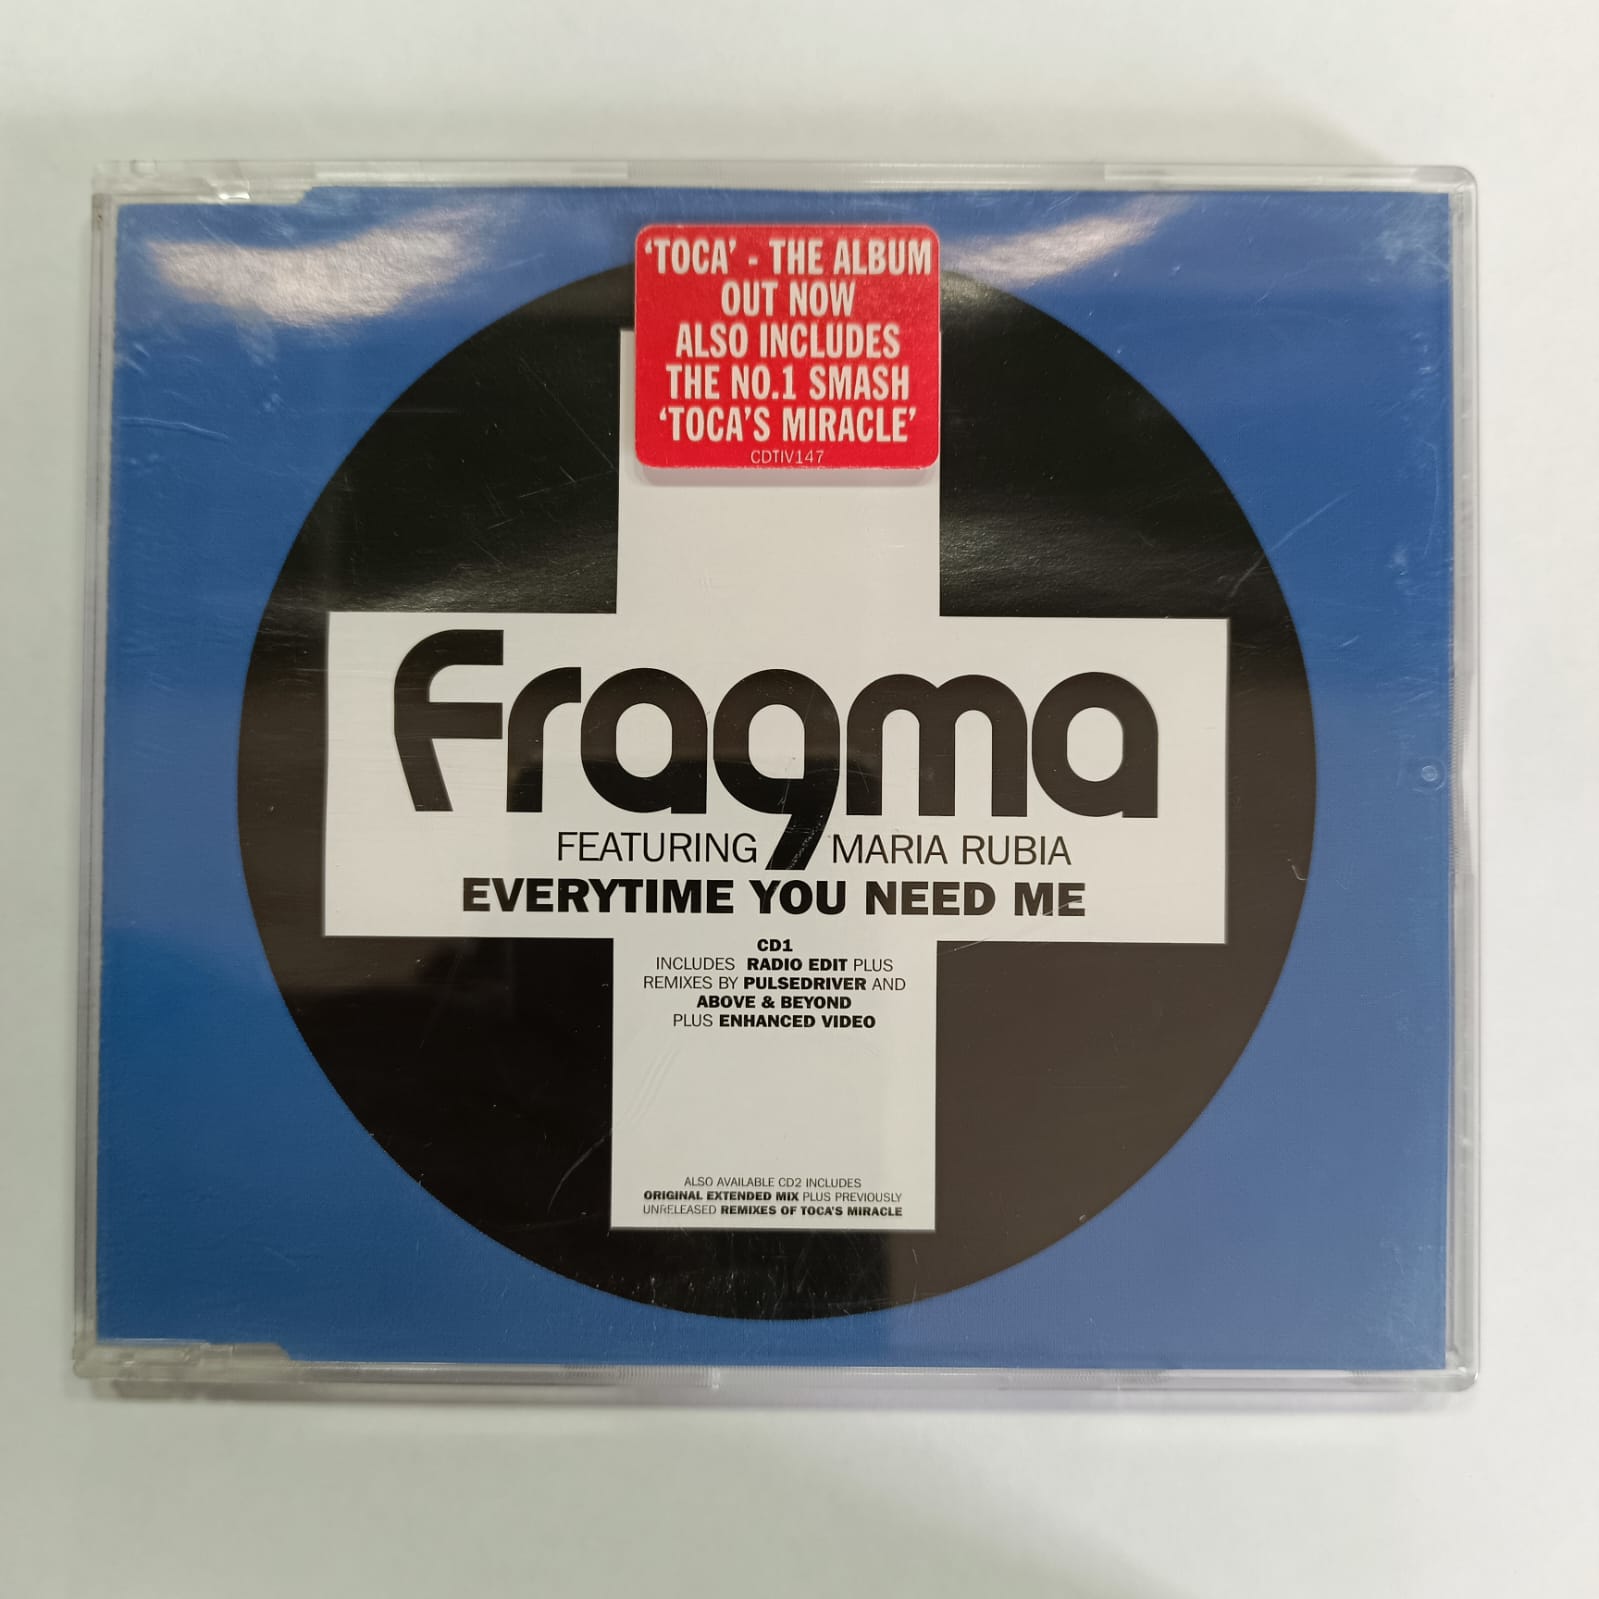 ‘TOCA’ - THE ALBUM
OUT NOW
ALSO INCLUDES
THE NO.1 SMASH
‘TOCA’S MIRACLE’
CDTIV147
Fragma
FEATURING MARIA RUBIA
EVERYTIME YOU NEED ME
CD1
INCLUDES RADIO EDIT PLUS
REMIXES BY PULSEDRIVER AND
ABOVE & BEYOND
PLUS ENHANCED VIDEO
ALSO AVAILABLE CD2 INCLUDES
ORIGINAL EXTENDED MIX PLUS PREVIOUSLY
UNRELEASED REMIXES OF TOCA'S MIRACLE